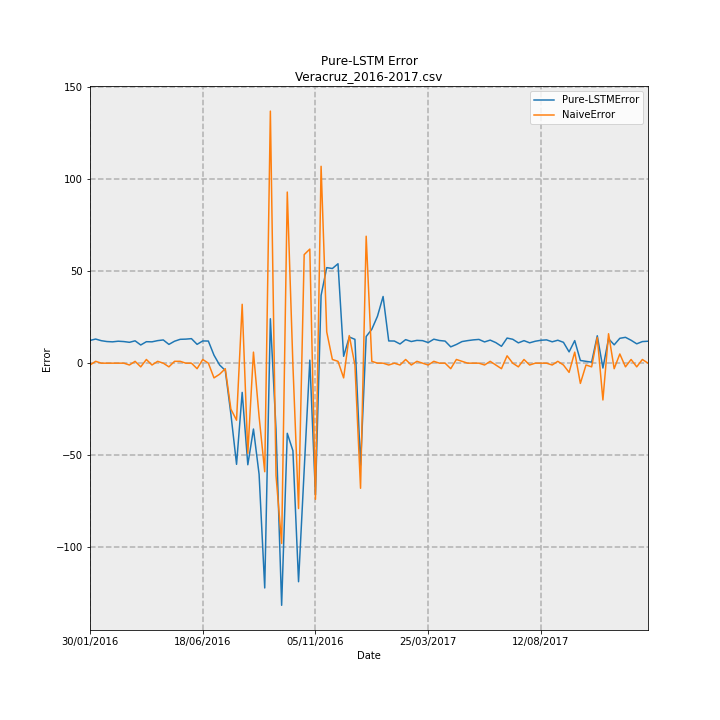 Pure-LSTM Error
Veracruz_2016-2017.csv
Pure-LSTMError
NaiveError
150
100
50
0
−50
−100
Error
30/01/2016
18/06/2016
05/11/2016
25/03/2017
12/08/2017
Date